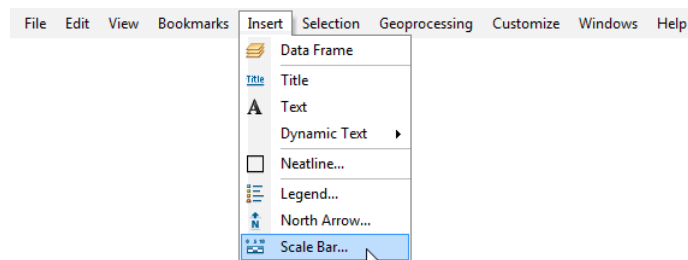 File Edit View Bookmarks Insert Selection Geoprocessing Customize Windows Help
Data Frame
Title Title
A Text
Dynamic Text
Neatline...
Legend...
N North Arrow...
Scale Bar...